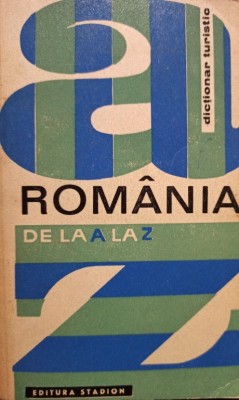 a
dicționar turistic
ROMÂNIA
DE LA A LA Z
z
EDITURA STADION